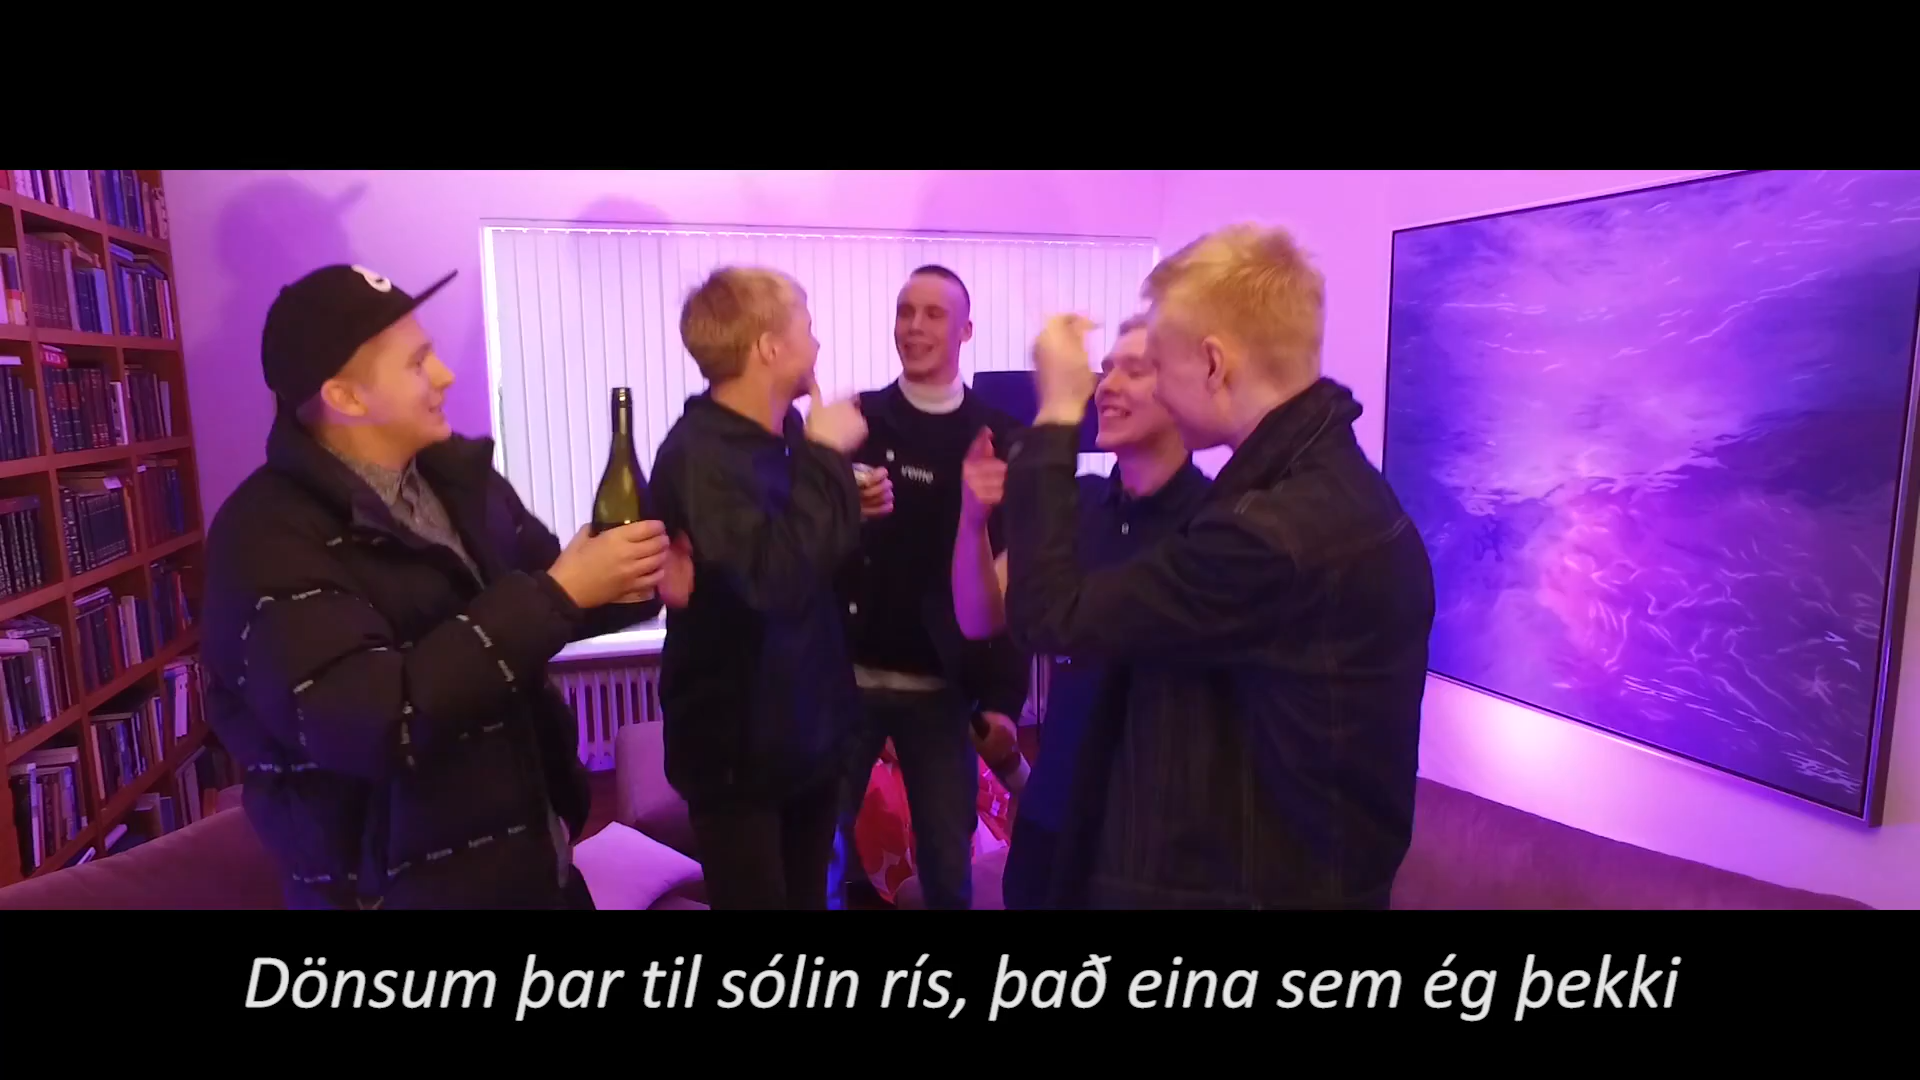 Dönsum þar til sólin rís, það eina sem ég þekki